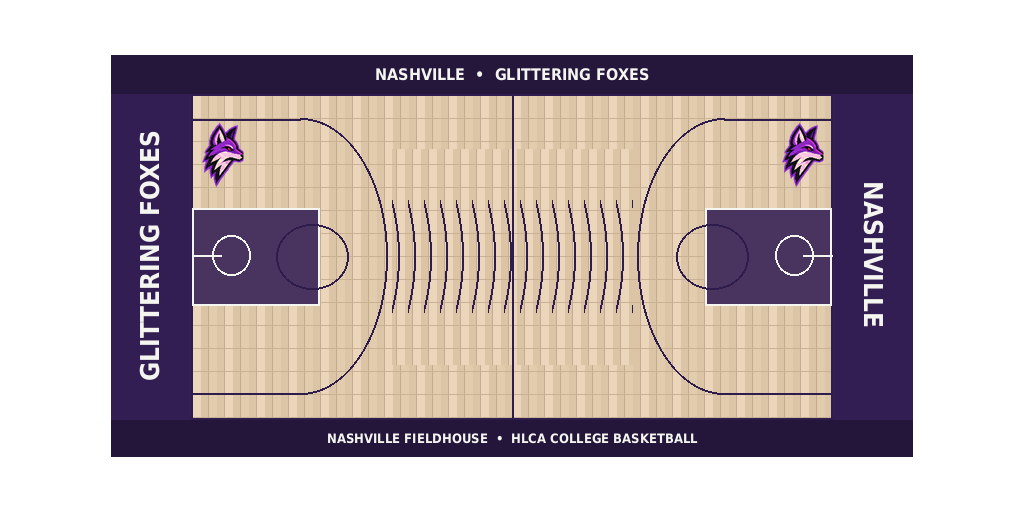 NASHVILLE • GLITTERING FOXES
GLITTERING FOXES
NASHVILLE
NASHVILLE FIELDHOUSE • HLCA COLLEGE BASKETBALL